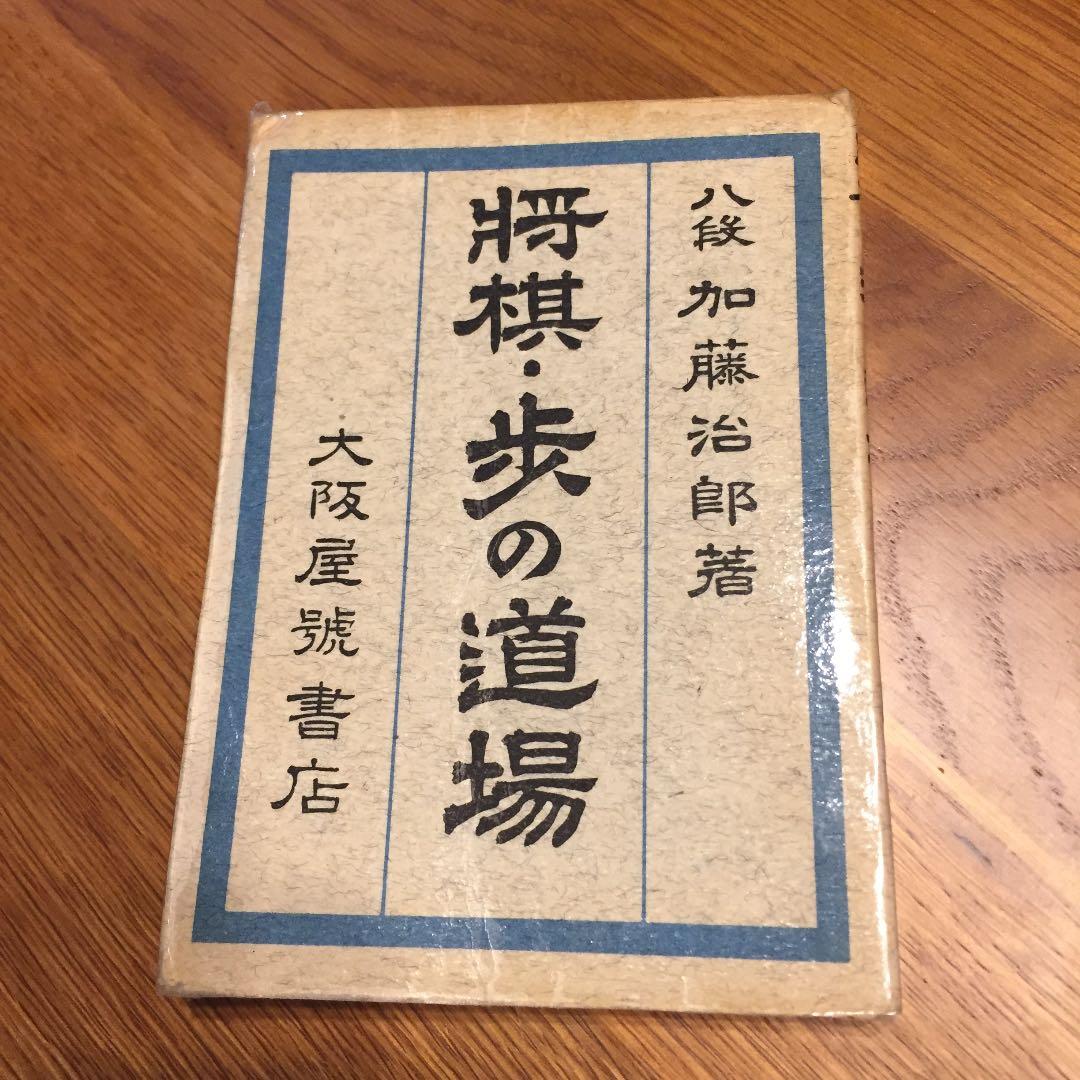 八段 加藤治郎著
將棋・歩の道場
大阪屋號書店